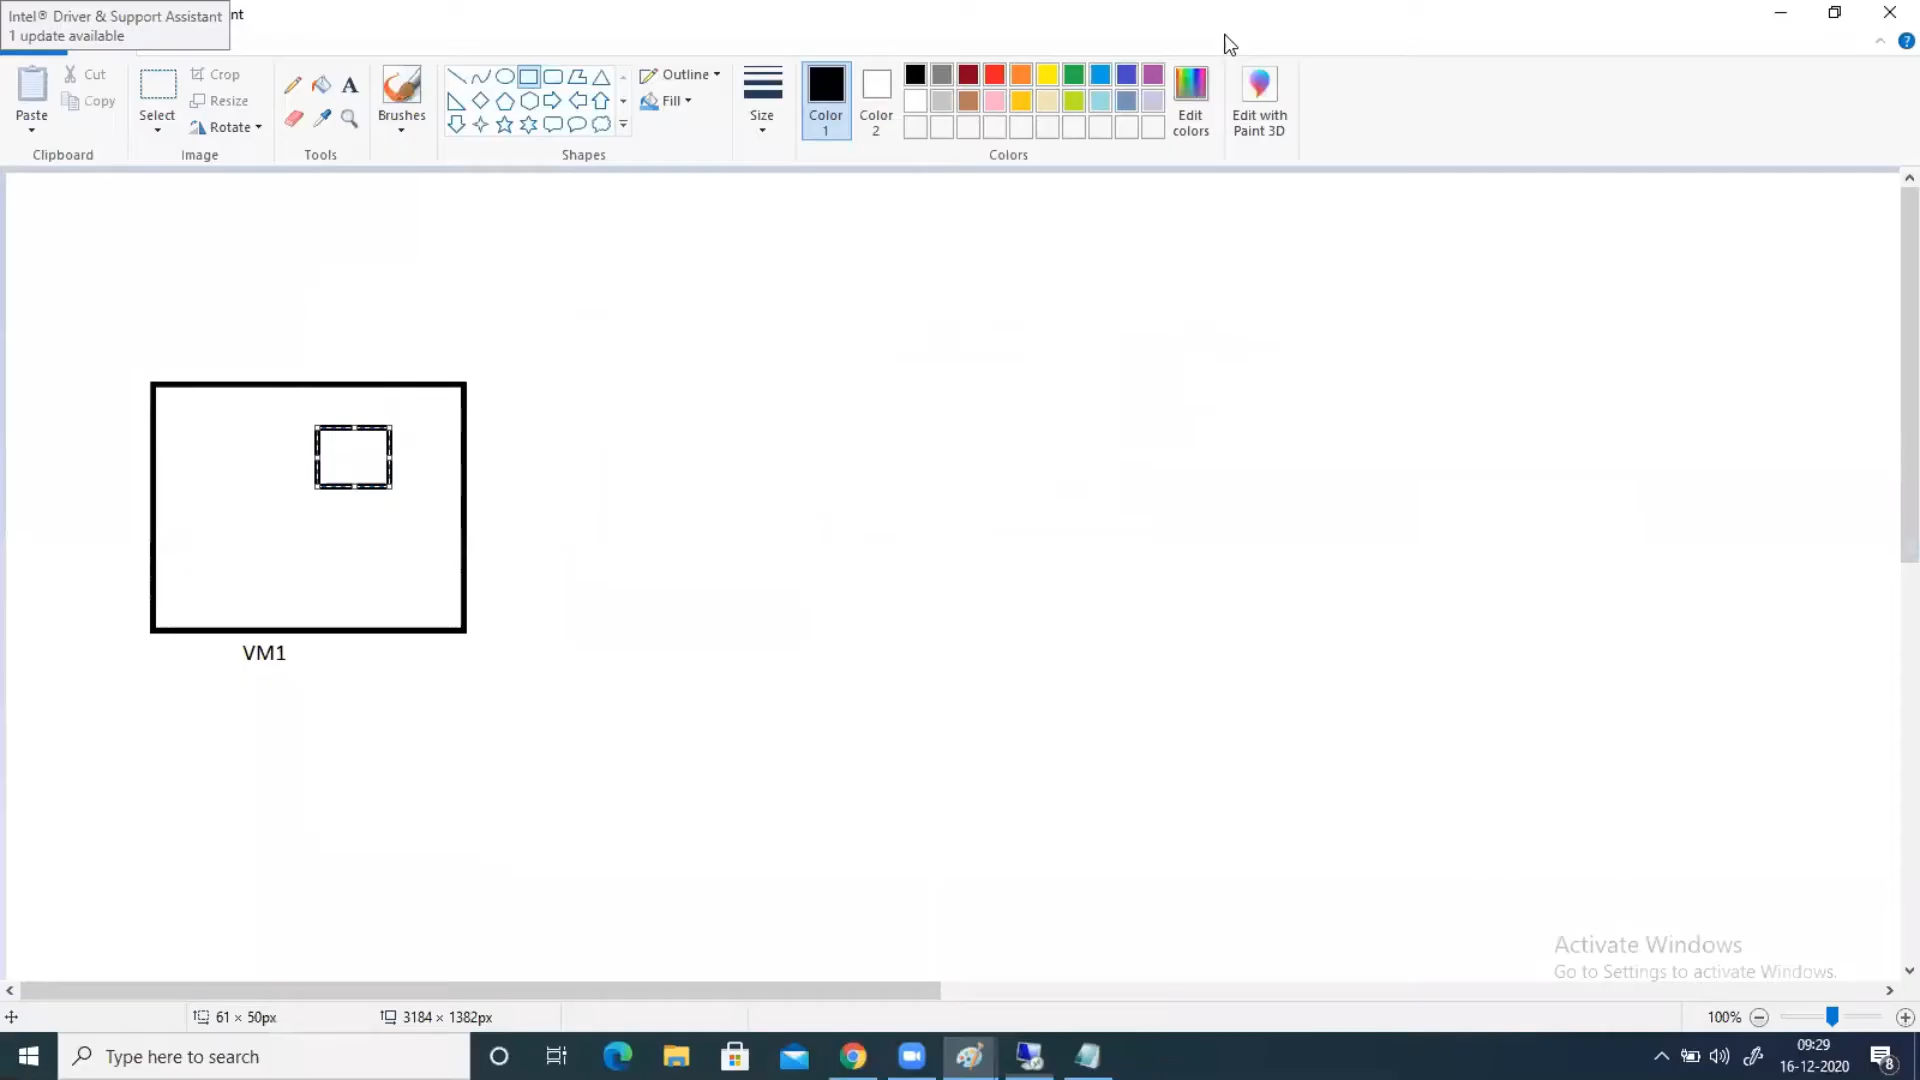 Intel® Driver & Support Assistant
1 update available
nt
Paste
Cut
Copy
Clipboard
Select
Crop
Resize
Rotate
Image
Tools
Brushes
Outline
Fill
Shapes
Size
Color
1
Color
2
Edit
colors
Colors
Edit with
Paint 3D
VM1
Activate Windows
Go to Settings to activate Windows.
61 × 50px
3184 × 1382px
100%
Type here to search
09:29
16-12-2020
8